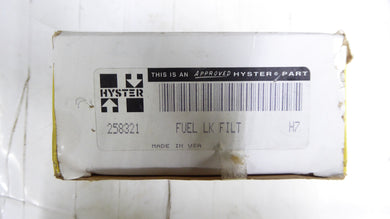 THIS IS AN APPROVED HYSTER® PART
HYSTER
258321 FUEL LK FILT H7
MADE IN USA